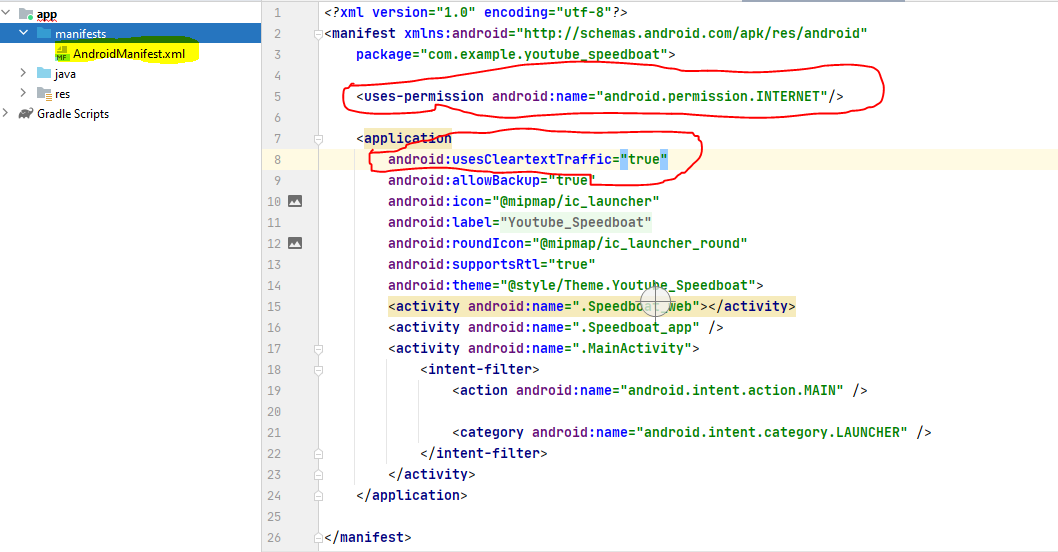 app
manifests
AndroidManifest.xml
java
res
Gradle Scripts
1 <?xml version="1.0" encoding="utf-8"?>
2 <manifest xmlns:android="http://schemas.android.com/apk/res/android"
3 package="com.example.youtube_speedboat">
4
5 <uses-permission android:name="android.permission.INTERNET"/>
6
7 <application
8 android:usesCleartextTraffic="true"
9 android:allowBackup="true"
10 android:icon="@mipmap/ic_launcher"
11 android:label="Youtube_Speedboat"
12 android:roundIcon="@mipmap/ic_launcher_round"
13 android:supportsRtl="true"
14 android:theme="@style/Theme.Youtube_Speedboat">
15 <activity android:name=".Speedboat_web"></activity>
16 <activity android:name=".Speedboat_app" />
17 <activity android:name=".MainActivity">
18 <intent-filter>
19 <action android:name="android.intent.action.MAIN" />
20
21 <category android:name="android.intent.category.LAUNCHER" />
22 </intent-filter>
23 </activity>
24 </application>
25
26 </manifest>